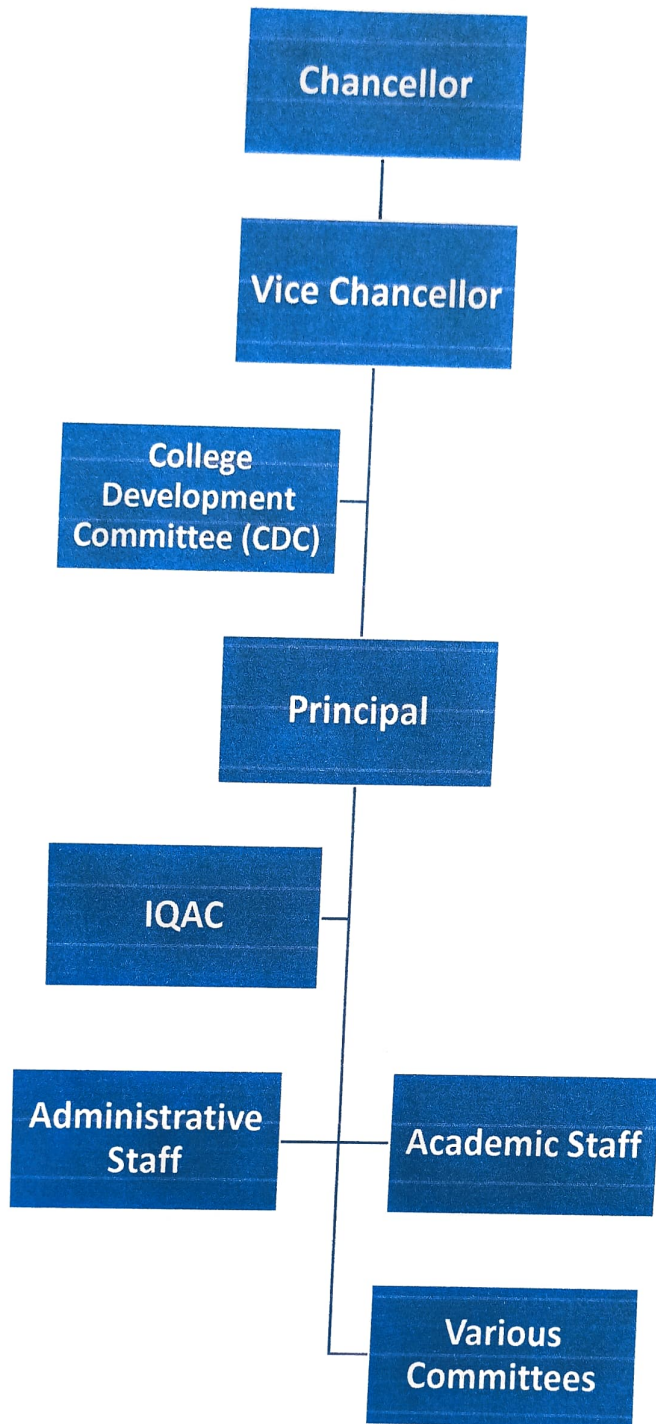 Chancellor
Vice Chancellor
College
Development
Committee (CDC)
Principal
IQAC
Administrative
Staff
Academic Staff
Various
Committees